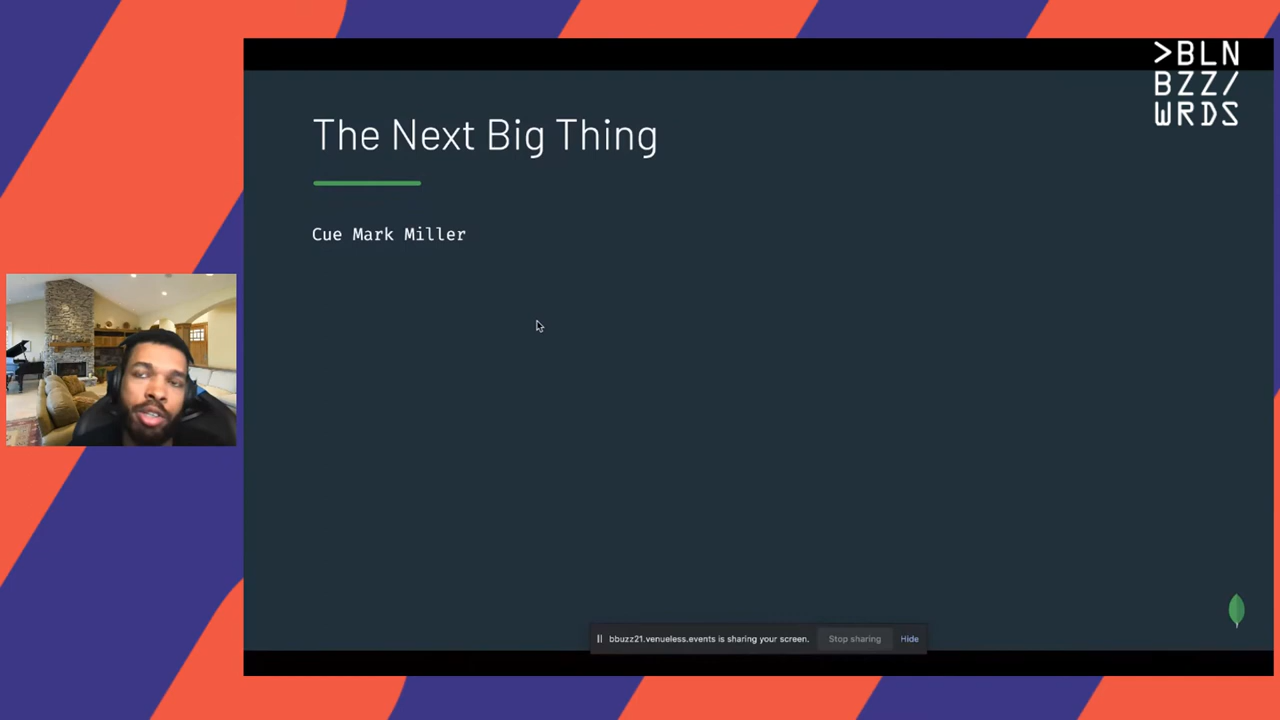 >BLN
BZZ/
WRDS
The Next Big Thing
Cue Mark Miller
bbuzz21.venueless.events is sharing your screen.
Stop sharing
Hide